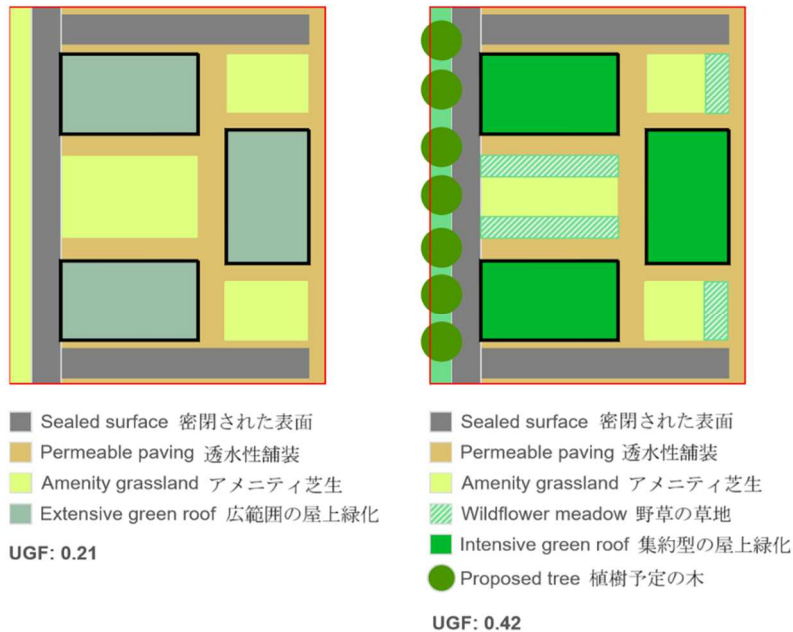 Sealed surface 密閉された表面
Permeable paving 透水性舗装
Amenity grassland アメニティ芝生
Extensive green roof 広範囲の屋上緑化
UGF: 0.21
Sealed surface 密閉された表面
Permeable paving 透水性舗装
Amenity grassland アメニティ芝生
Wildflower meadow 野草の草地
Intensive green roof 集約型の屋上緑化
Proposed tree 植樹予定の木
UGF: 0.42